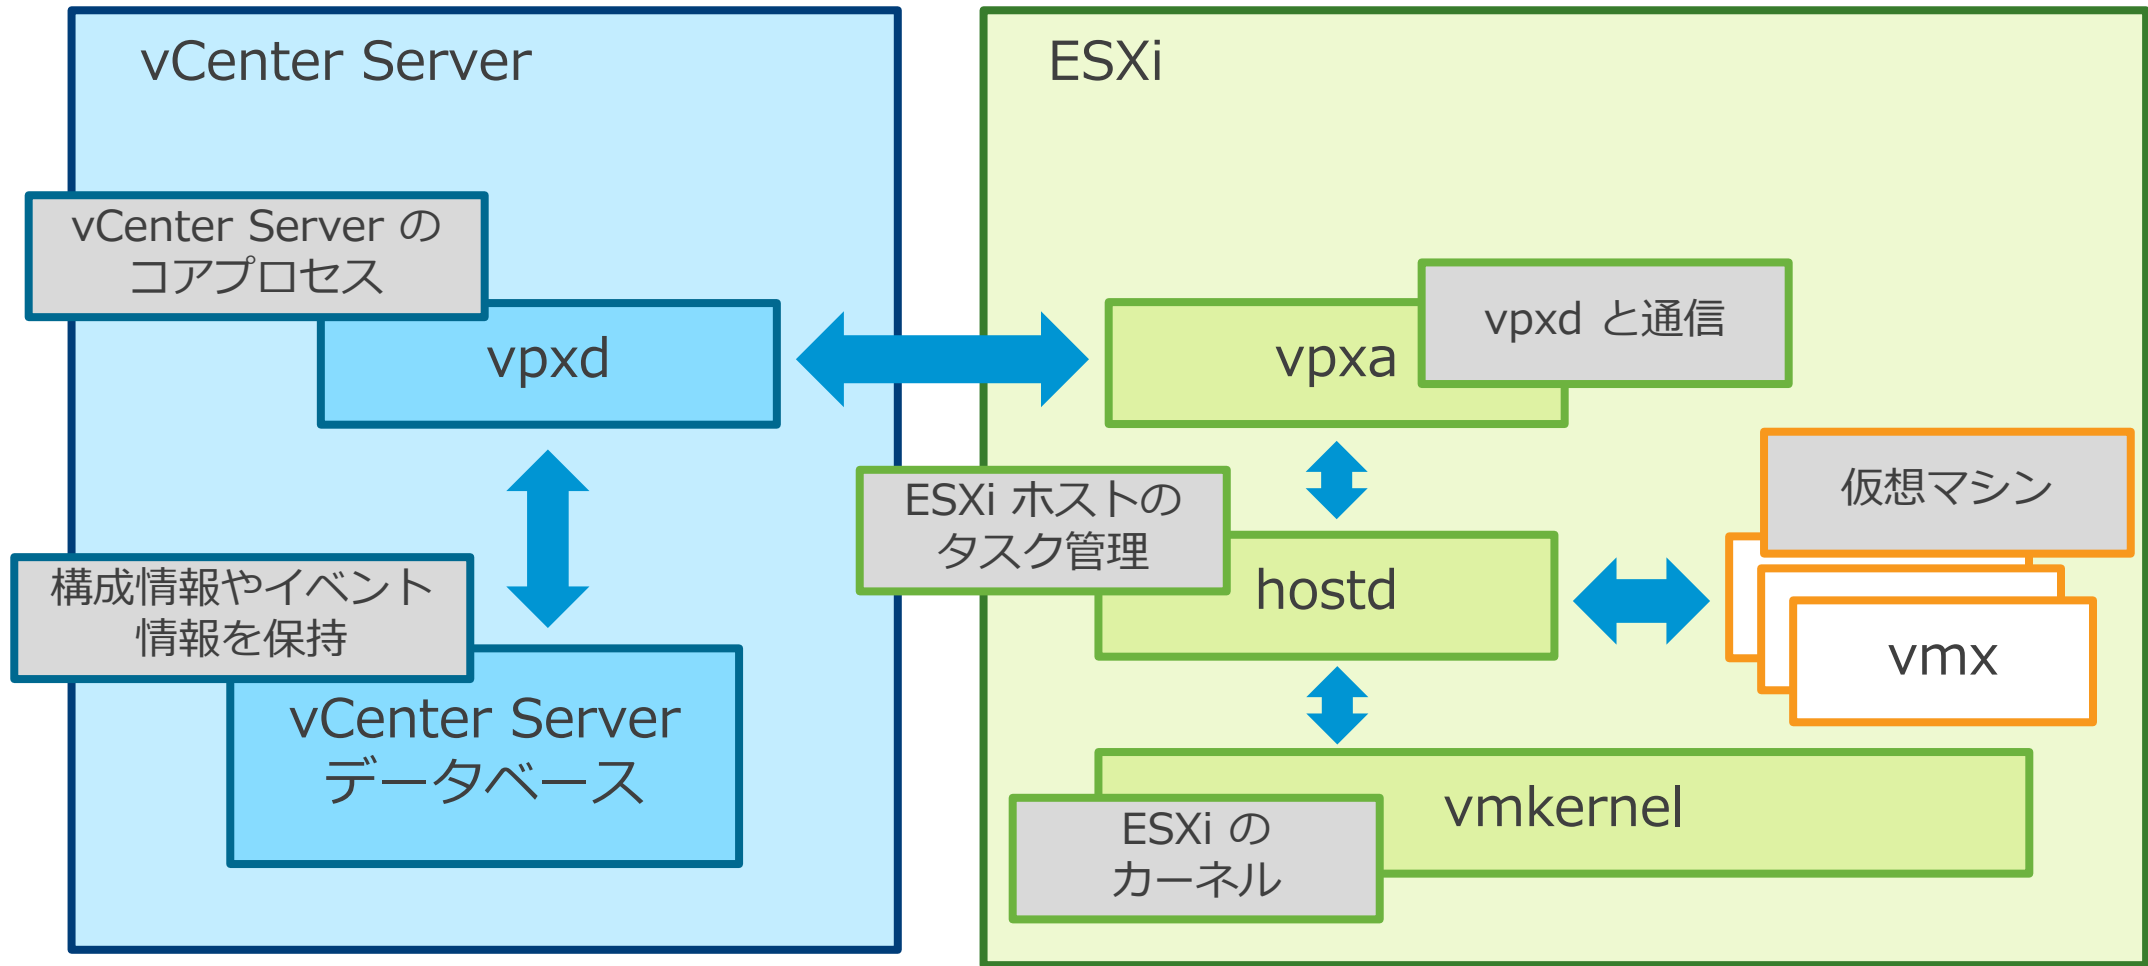 vCenter Server
vCenter Server の
コアプロセス
vpxd
構成情報やイベント
情報を保持
vCenter Server
データベース
ESXi
vpxd と通信
vpxa
ESXi ホストの
タスク管理
hostd
仮想マシン
vmx
vmkernel
ESXi の
カーネル